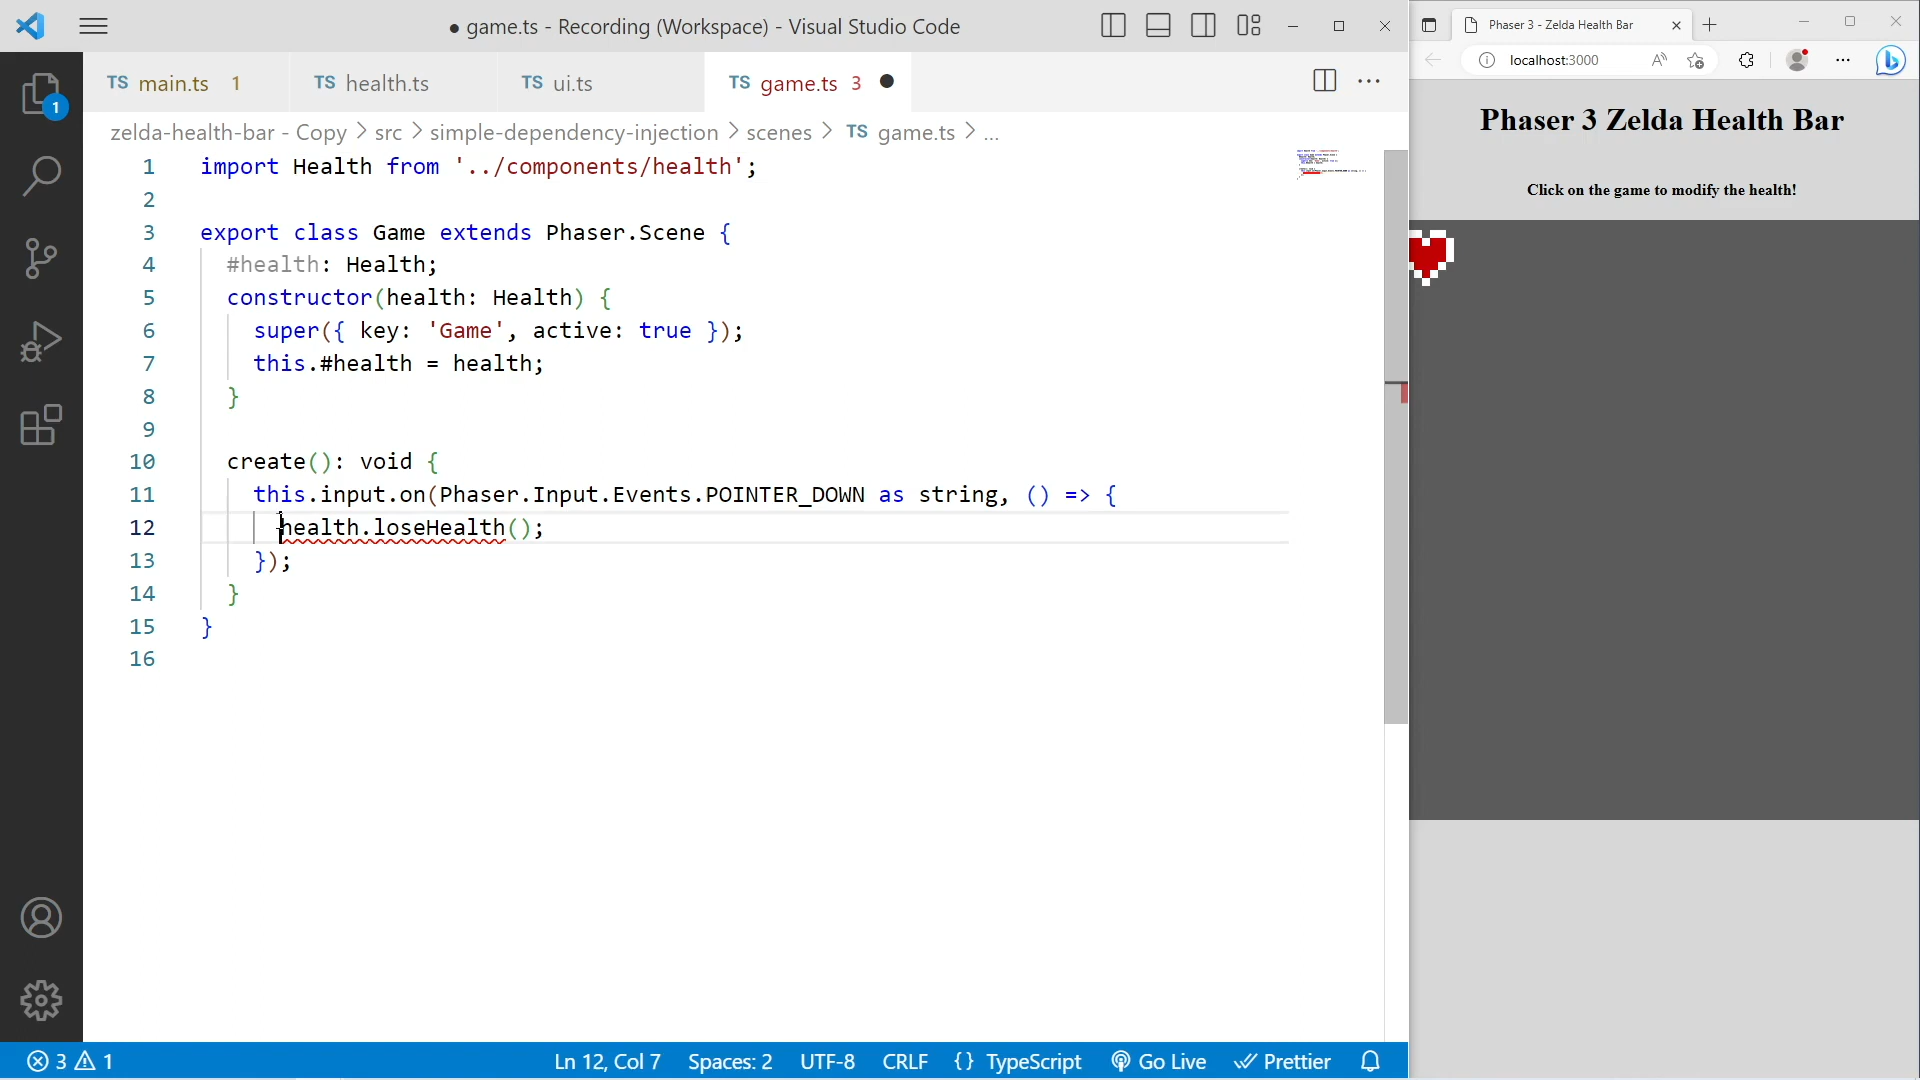 ● game.ts - Recording (Workspace) - Visual Studio Code
TS main.ts 1
TS health.ts
TS ui.ts
TS game.ts 3 ●
zelda-health-bar - Copy > src > simple-dependency-injection > scenes > TS game.ts > ...
1 import Health from '../components/health';
2
3 export class Game extends Phaser.Scene {
4 #health: Health;
5 constructor(health: Health) {
6 super({ key: 'Game', active: true });
7 this.#health = health;
8 }
9
10 create(): void {
11 this.input.on(Phaser.Input.Events.POINTER_DOWN as string, () => {
12 health.loseHealth();
13 });
14 }
15 }
16
1
3 1
Ln 12, Col 7
Spaces: 2
UTF-8
CRLF
{} TypeScript
Go Live
Prettier
Phaser 3 - Zelda Health Bar
localhost:3000
Phaser 3 Zelda Health Bar
Click on the game to modify the health!